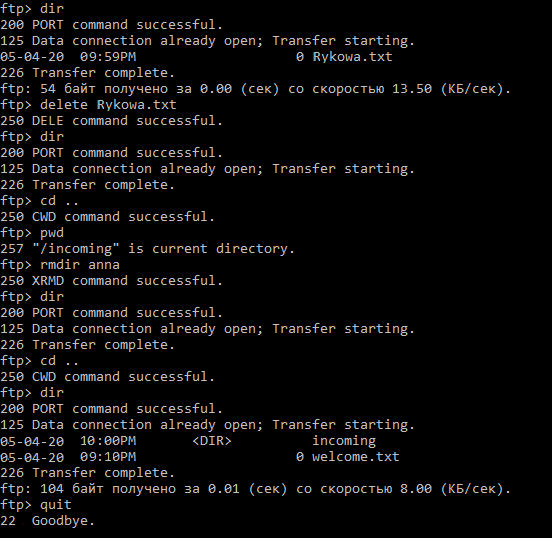 ftp> dir
200 PORT command successful.
125 Data connection already open; Transfer starting.
05-04-20  09:59PM                    0 Rykowa.txt
226 Transfer complete.
ftp: 54 байт получено за 0.00 (сек) со скоростью 13.50 (КБ/сек).
ftp> delete Rykowa.txt
250 DELE command successful.
ftp> dir
200 PORT command successful.
125 Data connection already open; Transfer starting.
226 Transfer complete.
ftp> cd ..
250 CWD command successful.
ftp> pwd
257 "/incoming" is current directory.
ftp> rmdir anna
250 XRMD command successful.
ftp> dir
200 PORT command successful.
125 Data connection already open; Transfer starting.
226 Transfer complete.
ftp> cd ..
250 CWD command successful.
ftp> dir
200 PORT command successful.
125 Data connection already open; Transfer starting.
05-04-20  10:00PM       <DIR>          incoming
05-04-20  09:10PM                    0 welcome.txt
226 Transfer complete.
ftp: 104 байт получено за 0.01 (сек) со скоростью 8.00 (КБ/сек).
ftp> quit
22  Goodbye.